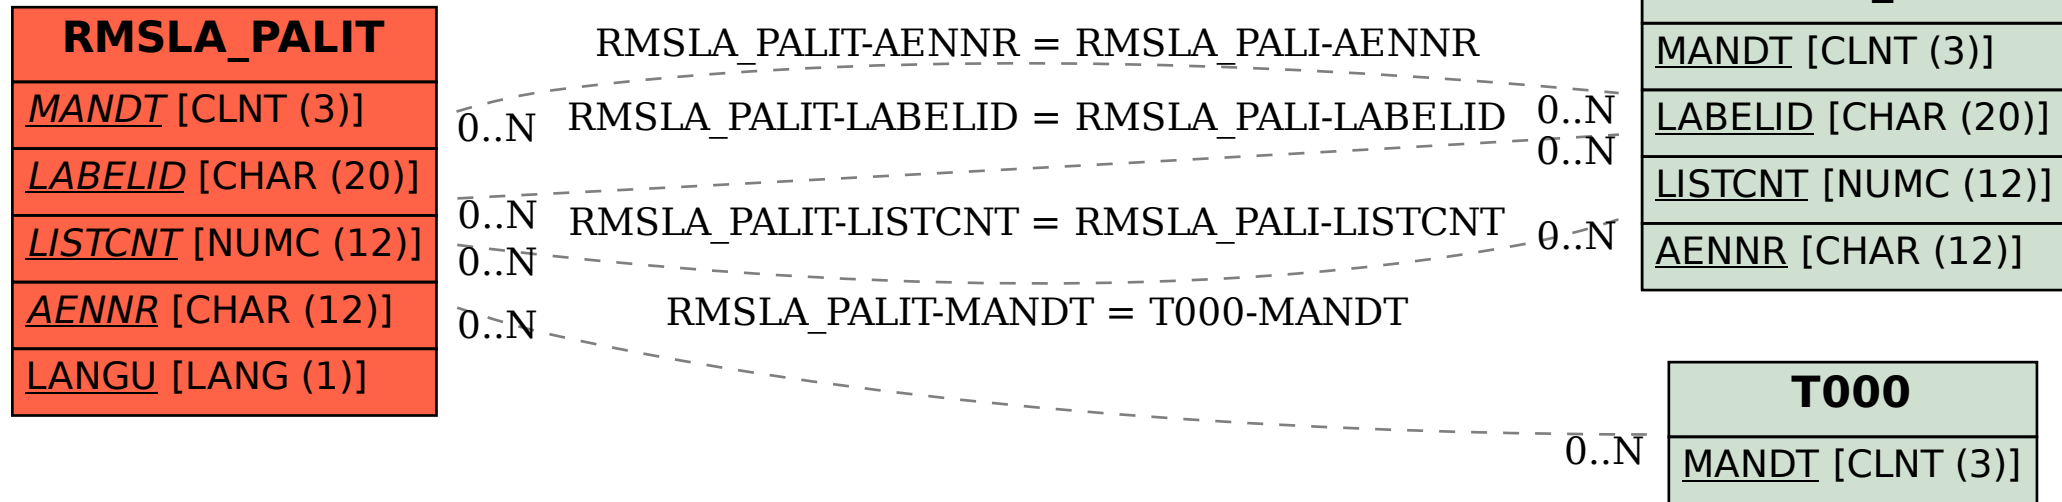 RMSLA_PALIT
MANDT [CLNT (3)]
LABELID [CHAR (20)]
LISTCNT [NUMC (12)]
AENNR [CHAR (12)]
LANGU [LANG (1)]
RMSLA_PALIT-AENNR = RMSLA_PALI-AENNR
0..N
0..N
RMSLA_PALIT-LABELID = RMSLA_PALI-LABELID
0..N
0..N
RMSLA_PALIT-LISTCNT = RMSLA_PALI-LISTCNT
0..N
0..N
RMSLA_PALIT-MANDT = T000-MANDT
0..N
0..N
MANDT [CLNT (3)]
LABELID [CHAR (20)]
LISTCNT [NUMC (12)]
AENNR [CHAR (12)]
T000
MANDT [CLNT (3)]